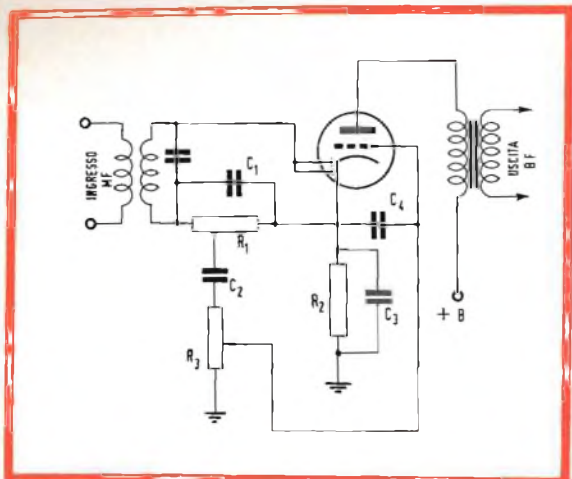 INGRESSO
MF
C1
R1
C2
R3
R2
C3
C4
+ B
USCITA
BF